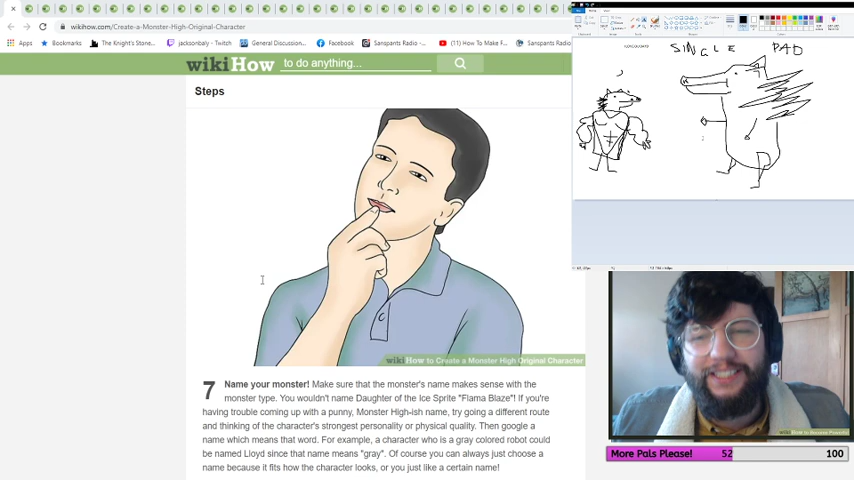 wikihow.com/Create-a-Monster-High-Original-Character
Apps
Bookmarks
The Knight's Stone...
jacksonbaly - Twitch
General Discussion...
Facebook
Sanspants Radio -...
(11) How To Make F...
Sanspants Radio
wikiHow to do anything...
Steps
SINGLE PAD
wikiHow to Create a Monster High Original Character
7 Name your monster! Make sure that the monster's name makes sense with the
monster type. You wouldn't name Daughter of the Ice Sprite "Flama Blaze"! If you're
having trouble coming up with a punny, Monster High-ish name, try going a different route
and thinking of the character's strongest personality or physical quality. Then google a
name which means that word. For example, a character who is a gray colored robot could
be named Lloyd since that name means "gray". Of course you can always just choose a
name because it fits how the character looks, or you just like a certain name!
More Pals Please! 52 100